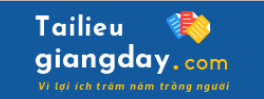 Tailieu
giangday.com
Vì lợi ích trăm năm trồng người